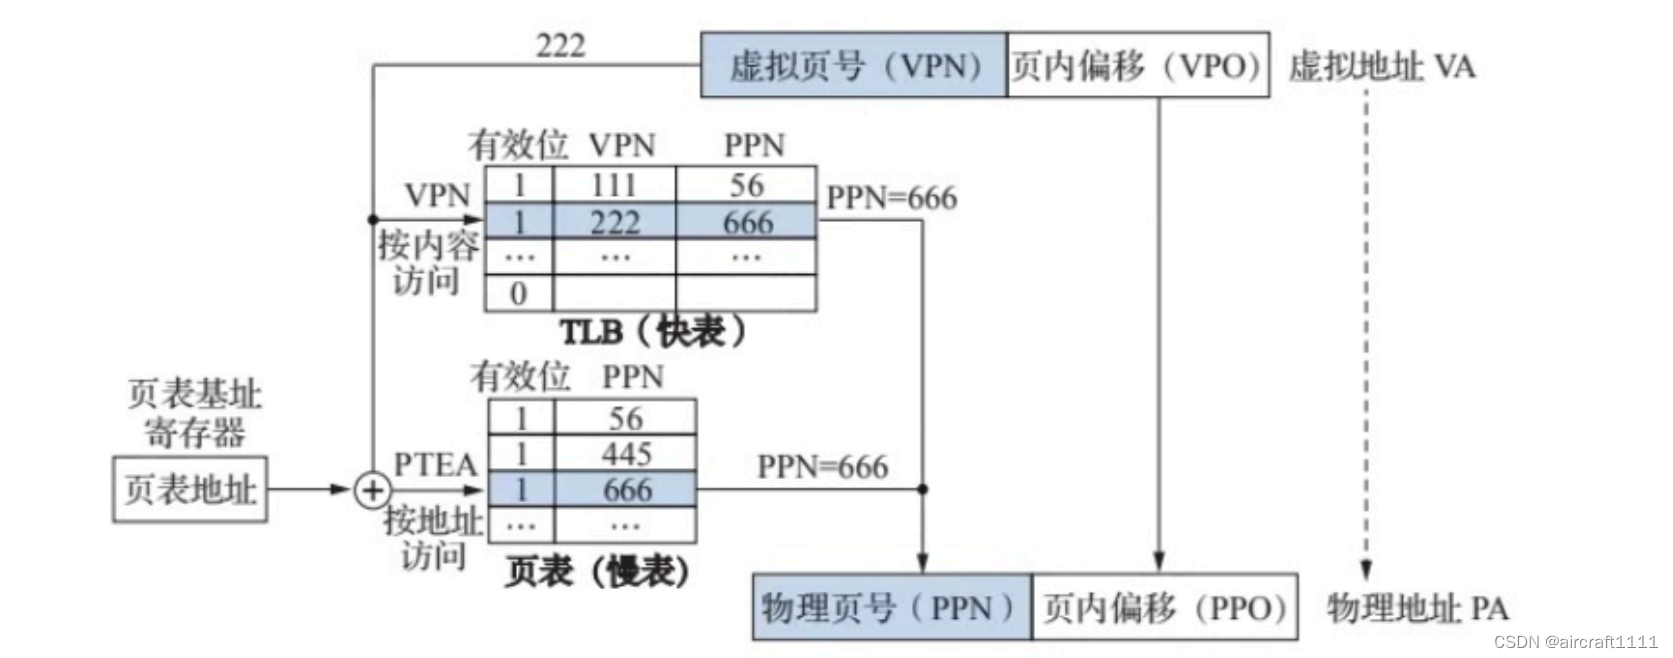 222
虚拟页号（VPN）
页内偏移（VPO）
虚拟地址 VA
有效位 VPN PPN
1 111 56
VPN
1 222 666
PPN=666
按内容
访问
... ... ...
0
TLB（快表）
有效位 PPN
页表基址
寄存器
页表地址
+
PTEA
按地址
访问
1 56
1 445
1 666
... ...
PPN=666
页表（慢表）
物理页号（PPN）
页内偏移（PPO）
物理地址 PA
CSDN @aircraft1111